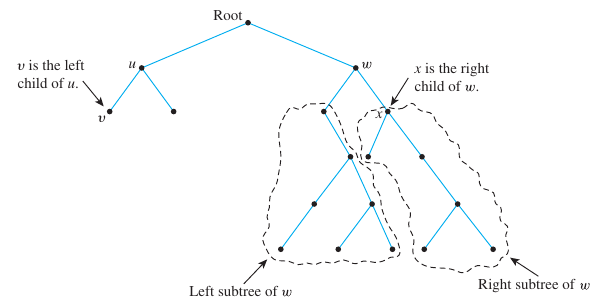 Root
v is the left
child of u.
u
w
x is the right
child of w.
v
x
Left subtree of w
Right subtree of w